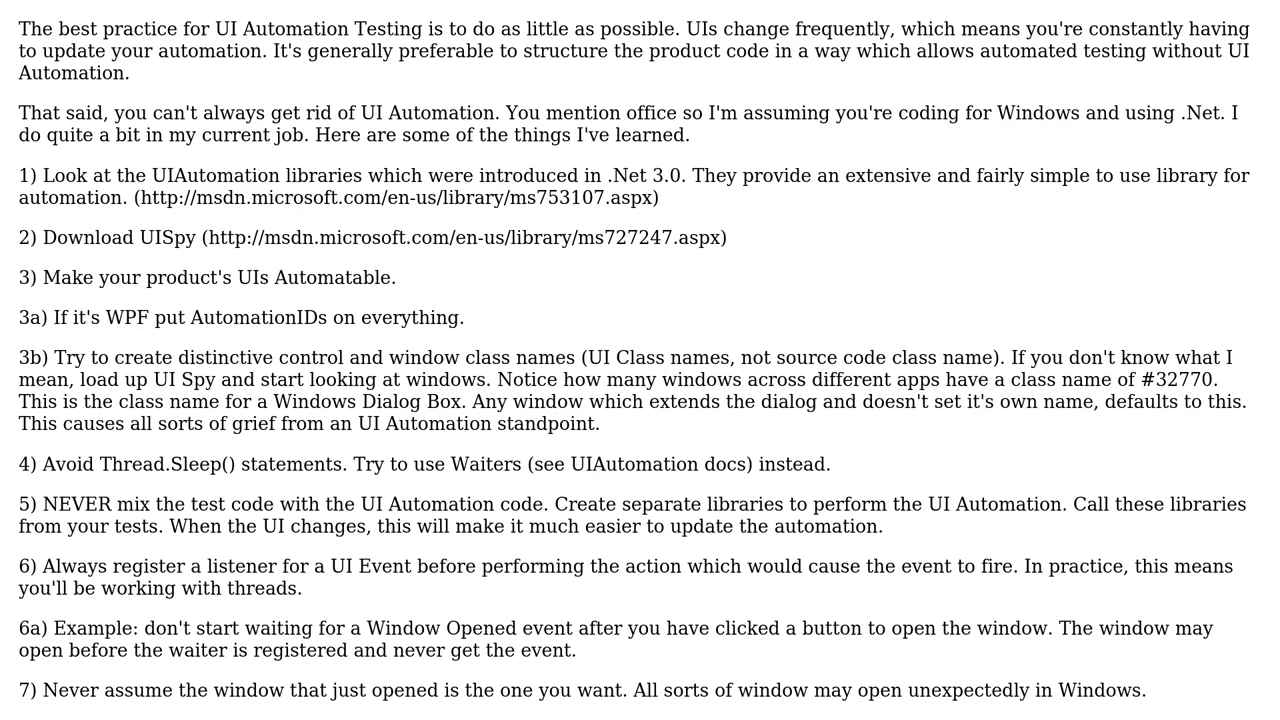 The best practice for UI Automation Testing is to do as little as possible. UIs change frequently, which means you're constantly having
to update your automation. It's generally preferable to structure the product code in a way which allows automated testing without UI
Automation.
That said, you can't always get rid of UI Automation. You mention office so I'm assuming you're coding for Windows and using .Net. I
do quite a bit in my current job. Here are some of the things I've learned.
1) Look at the UIAutomation libraries which were introduced in .Net 3.0. They provide an extensive and fairly simple to use library for
automation. (http://msdn.microsoft.com/en-us/library/ms753107.aspx)
2) Download UISpy (http://msdn.microsoft.com/en-us/library/ms727247.aspx)
3) Make your product's UIs Automatable.
3a) If it's WPF put AutomationIDs on everything.
3b) Try to create distinctive control and window class names (UI Class names, not source code class name). If you don't know what I
mean, load up UI Spy and start looking at windows. Notice how many windows across different apps have a class name of #32770.
This is the class name for a Windows Dialog Box. Any window which extends the dialog and doesn't set it's own name, defaults to this.
This causes all sorts of grief from an UI Automation standpoint.
4) Avoid Thread.Sleep() statements. Try to use Waiters (see UIAutomation docs) instead.
5) NEVER mix the test code with the UI Automation code. Create separate libraries to perform the UI Automation. Call these libraries
from your tests. When the UI changes, this will make it much easier to update the automation.
6) Always register a listener for a UI Event before performing the action which would cause the event to fire. In practice, this means
you'll be working with threads.
6a) Example: don't start waiting for a Window Opened event after you have clicked a button to open the window. The window may
open before the waiter is registered and never get the event.
7) Never assume the window that just opened is the one you want. All sorts of window may open unexpectedly in Windows.